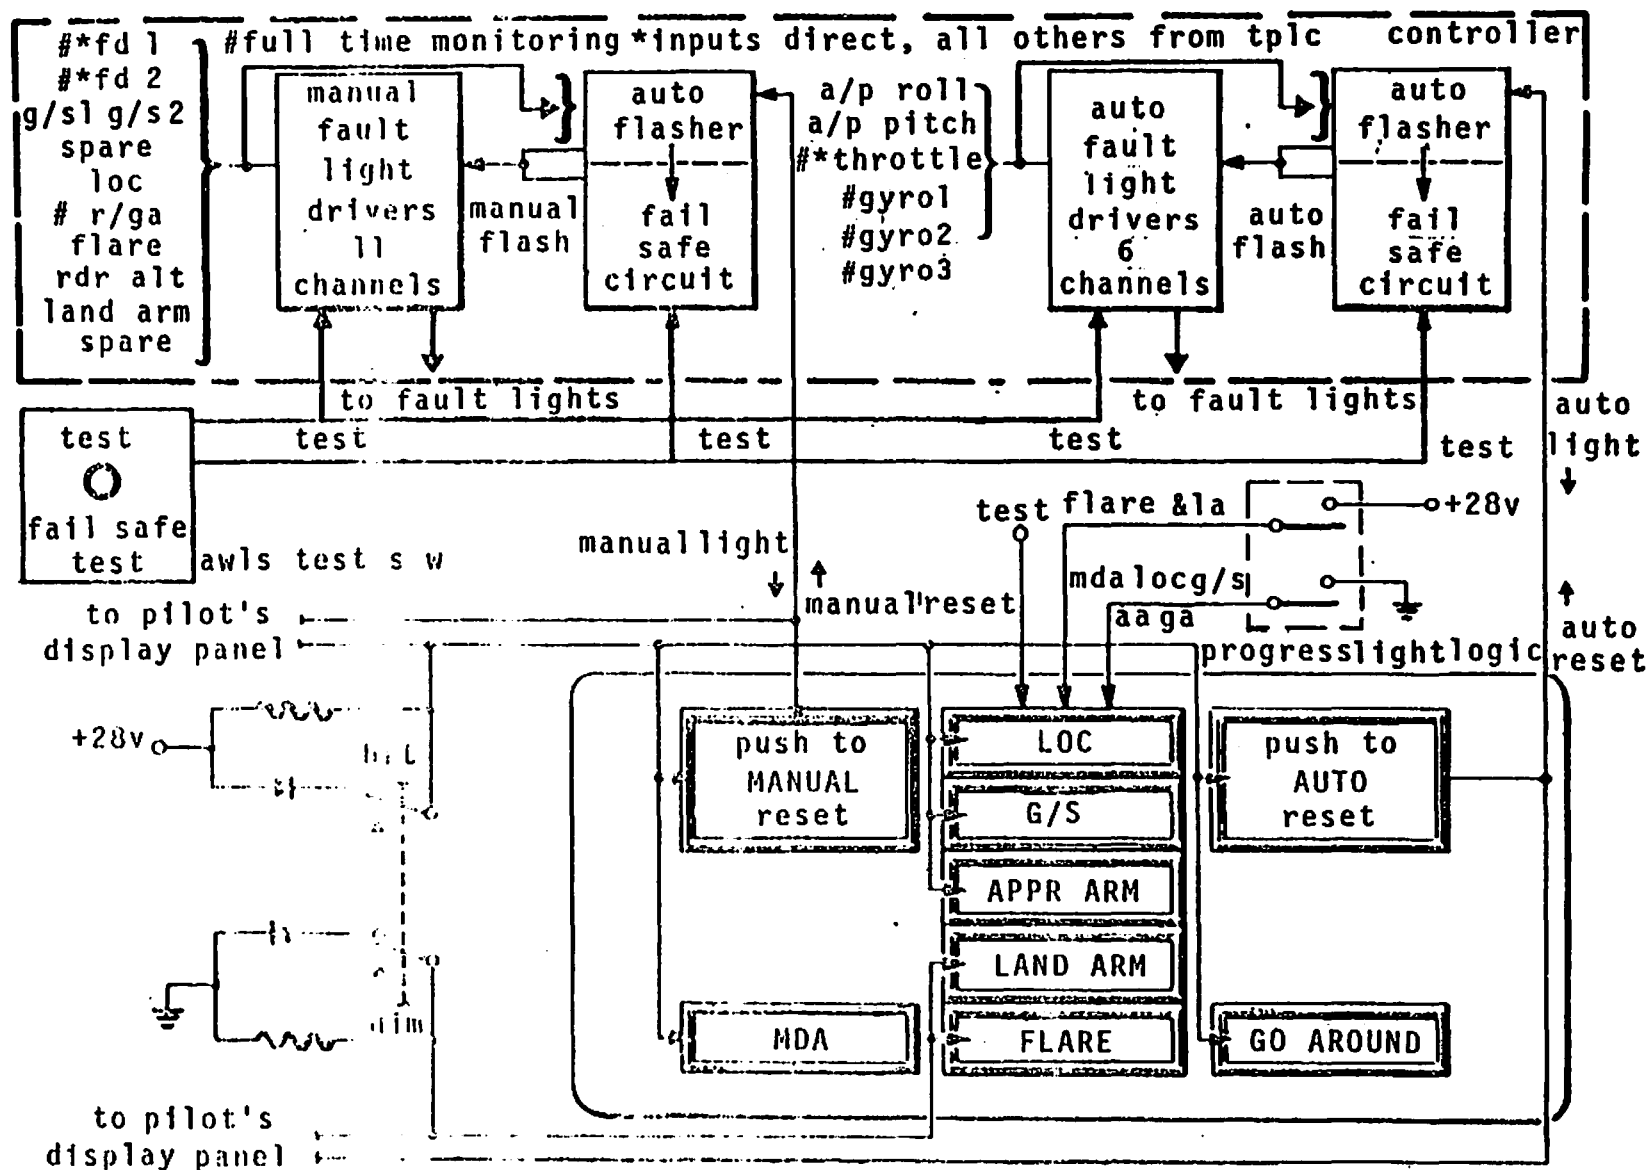 #*fd 1
#*fd 2
g/s1 g/s2
spare
loc
# r/ga
flare
rdr alt
land arm
spare
#full time monitoring *inputs direct, all others from tplc
controller
manual
fault
light
drivers
11
channels
manual
flash
auto
flasher
fail
safe
circuit
a/p roll
a/p pitch
#*throttle
#gyro1
#gyro2
#gyro3
auto
fault
light
drivers
6
channels
auto
flash
auto
flasher
fail
safe
circuit
to fault lights
to fault lights
test
fail safe
test
awls test s w
test
test
test
test
auto
light
manual light
manual reset
test
flare &la
+28v
mda loc g/s
aa ga
progress light logic
auto
reset
to pilot's
display panel
+28v
push to
MANUAL
reset
LOC
G/S
APPR ARM
LAND ARM
FLARE
push to
AUTO
reset
MDA
GO AROUND
to pilot's
display panel